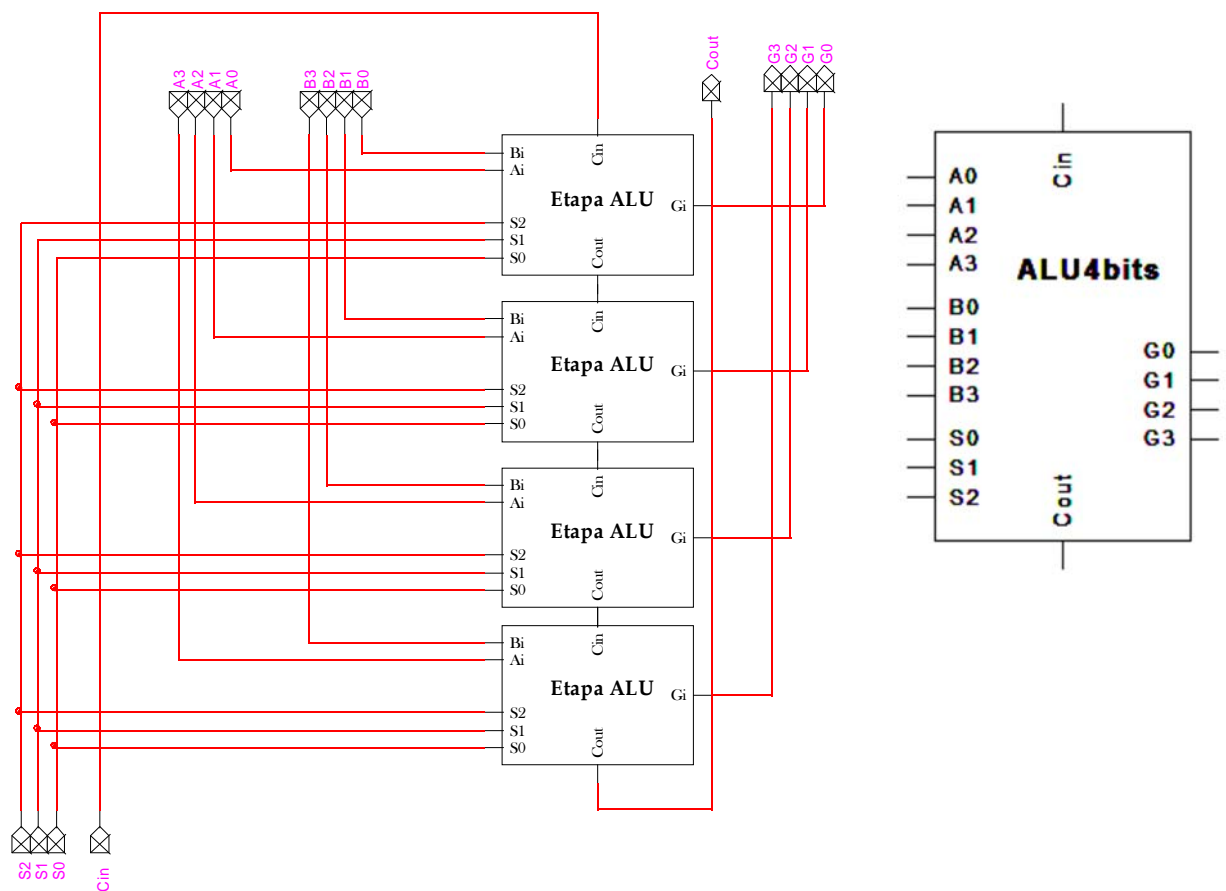 A3
A2
A1
A0
B3
B2
B1
B0
Cout
G3
G2
G1
G0
Bi
Ai
S2
S1
S0
Cin
Etapa ALU
Gi
Cout
Bi
Ai
S2
S1
S0
Cin
Etapa ALU
Gi
Cout
Bi
Ai
S2
S1
S0
Cin
Etapa ALU
Gi
Cout
Bi
Ai
S2
S1
S0
Cin
Etapa ALU
Gi
Cout
S2
S1
S0
Cin
Cin
A0
A1
A2
A3
ALU4bits
B0
B1
B2
B3
G0
G1
G2
G3
S0
S1
S2
Cout